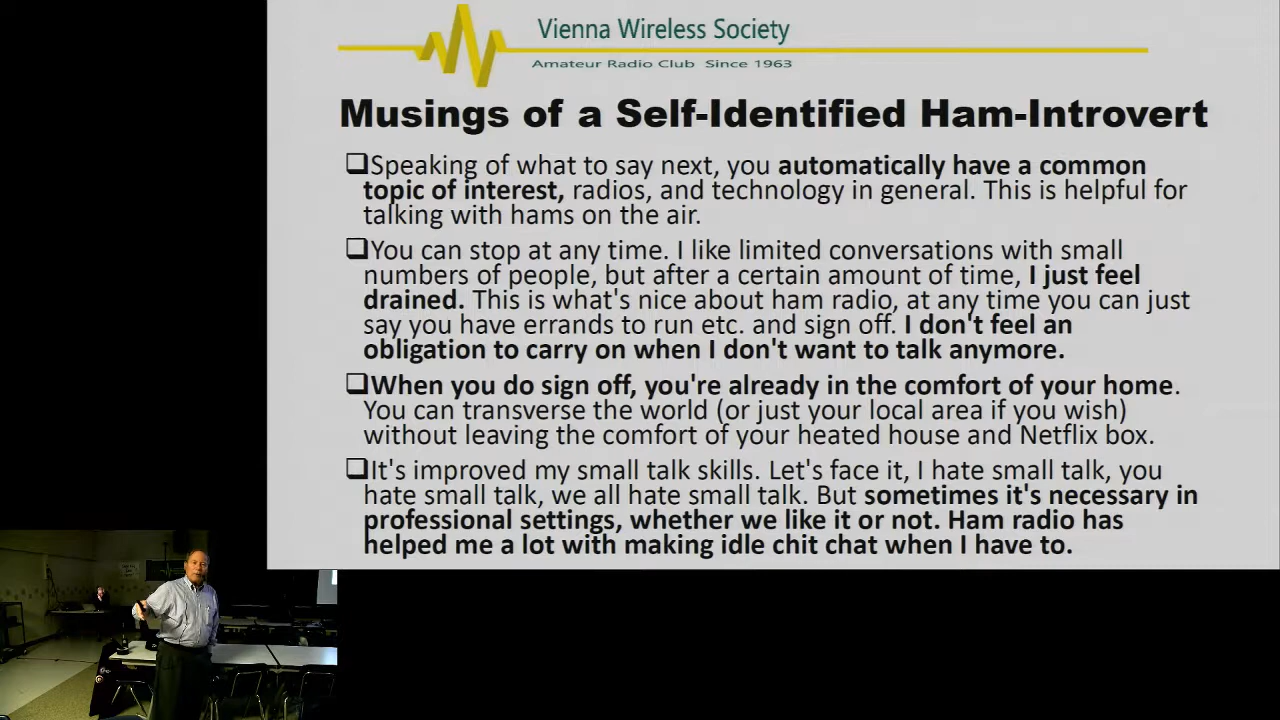 Vienna Wireless Society
Amateur Radio Club Since 1963
Musings of a Self-Identified Ham-Introvert
❑Speaking of what to say next, you automatically have a common
topic of interest, radios, and technology in general. This is helpful for
talking with hams on the air.
❑You can stop at any time. I like limited conversations with small
numbers of people, but after a certain amount of time, I just feel
drained. This is what's nice about ham radio, at any time you can just
say you have errands to run etc. and sign off. I don't feel an
obligation to carry on when I don't want to talk anymore.
❑When you do sign off, you're already in the comfort of your home.
You can transverse the world (or just your local area if you wish)
without leaving the comfort of your heated house and Netflix box.
❑It's improved my small talk skills. Let's face it, I hate small talk, you
hate small talk, we all hate small talk. But sometimes it's necessary in
professional settings, whether we like it or not. Ham radio has
helped me a lot with making idle chit chat when I have to.